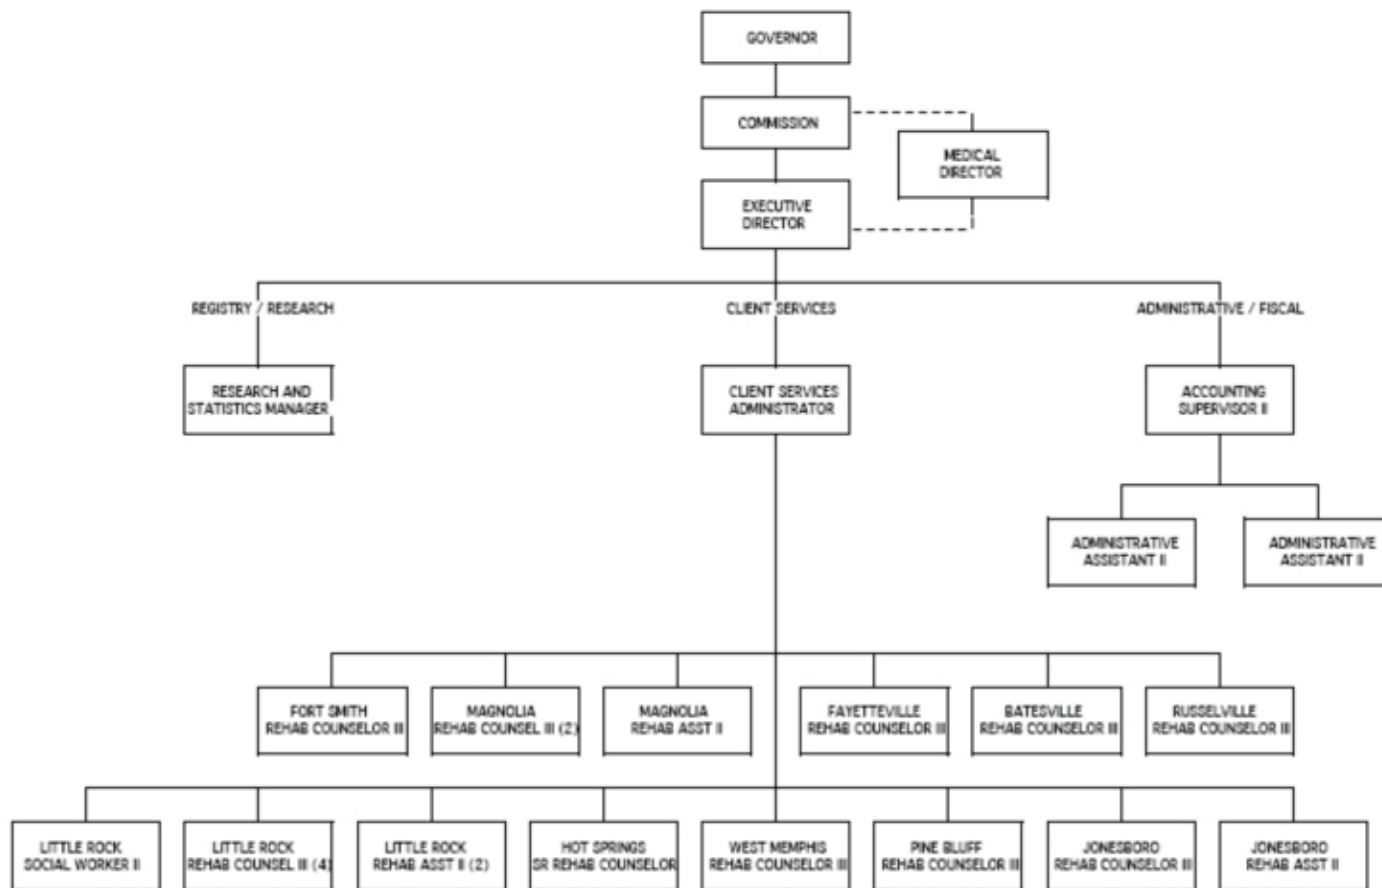 GOVERNOR
COMMISSION
MEDICAL
DIRECTOR
EXECUTIVE
DIRECTOR
REGISTRY / RESEARCH
CLIENT SERVICES
ADMINISTRATIVE / FISCAL
RESEARCH AND
STATISTICS MANAGER
CLIENT SERVICES
ADMINISTRATOR
ACCOUNTING
SUPERVISOR II
ADMINISTRATIVE
ASSISTANT II
ADMINISTRATIVE
ASSISTANT II
FORT SMITH
REHAB COUNSELOR III
MAGNOLIA
REHAB COUNSEL III (2)
MAGNOLIA
REHAB ASST II
FAYETTEVILLE
REHAB COUNSELOR III
BATESVILLE
REHAB COUNSELOR III
RUSSELVILLE
REHAB COUNSELOR III
LITTLE ROCK
SOCIAL WORKER II
LITTLE ROCK
REHAB COUNSEL III (4)
LITTLE ROCK
REHAB ASST II (2)
HOT SPRINGS
SR REHAB COUNSELOR
WEST MEMPHIS
REHAB COUNSELOR III
PINE BLUFF
REHAB COUNSELOR III
JONESBORO
REHAB COUNSELOR III
JONESBORO
REHAB ASST II